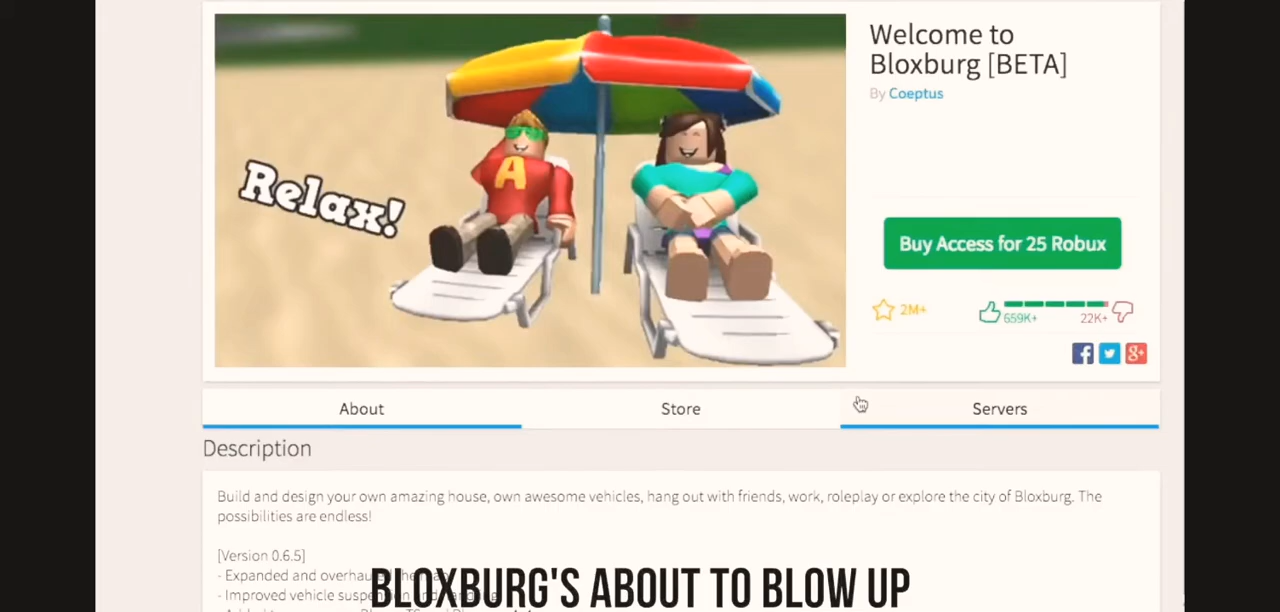 Welcome to
Bloxburg [BETA]
By Coeptus
Relax!
A
Buy Access for 25 Robux
2M+
659K+
22K+
f
g+
About
Store
Servers
Description
Build and design your own amazing house, own awesome vehicles, hang out with friends, work, roleplay or explore the city of Bloxburg. The
possibilities are endless!
[Version 0.6.5]
- Expanded and
- Improved vehicle
BLOXBURG'S ABOUT TO BLOW UP